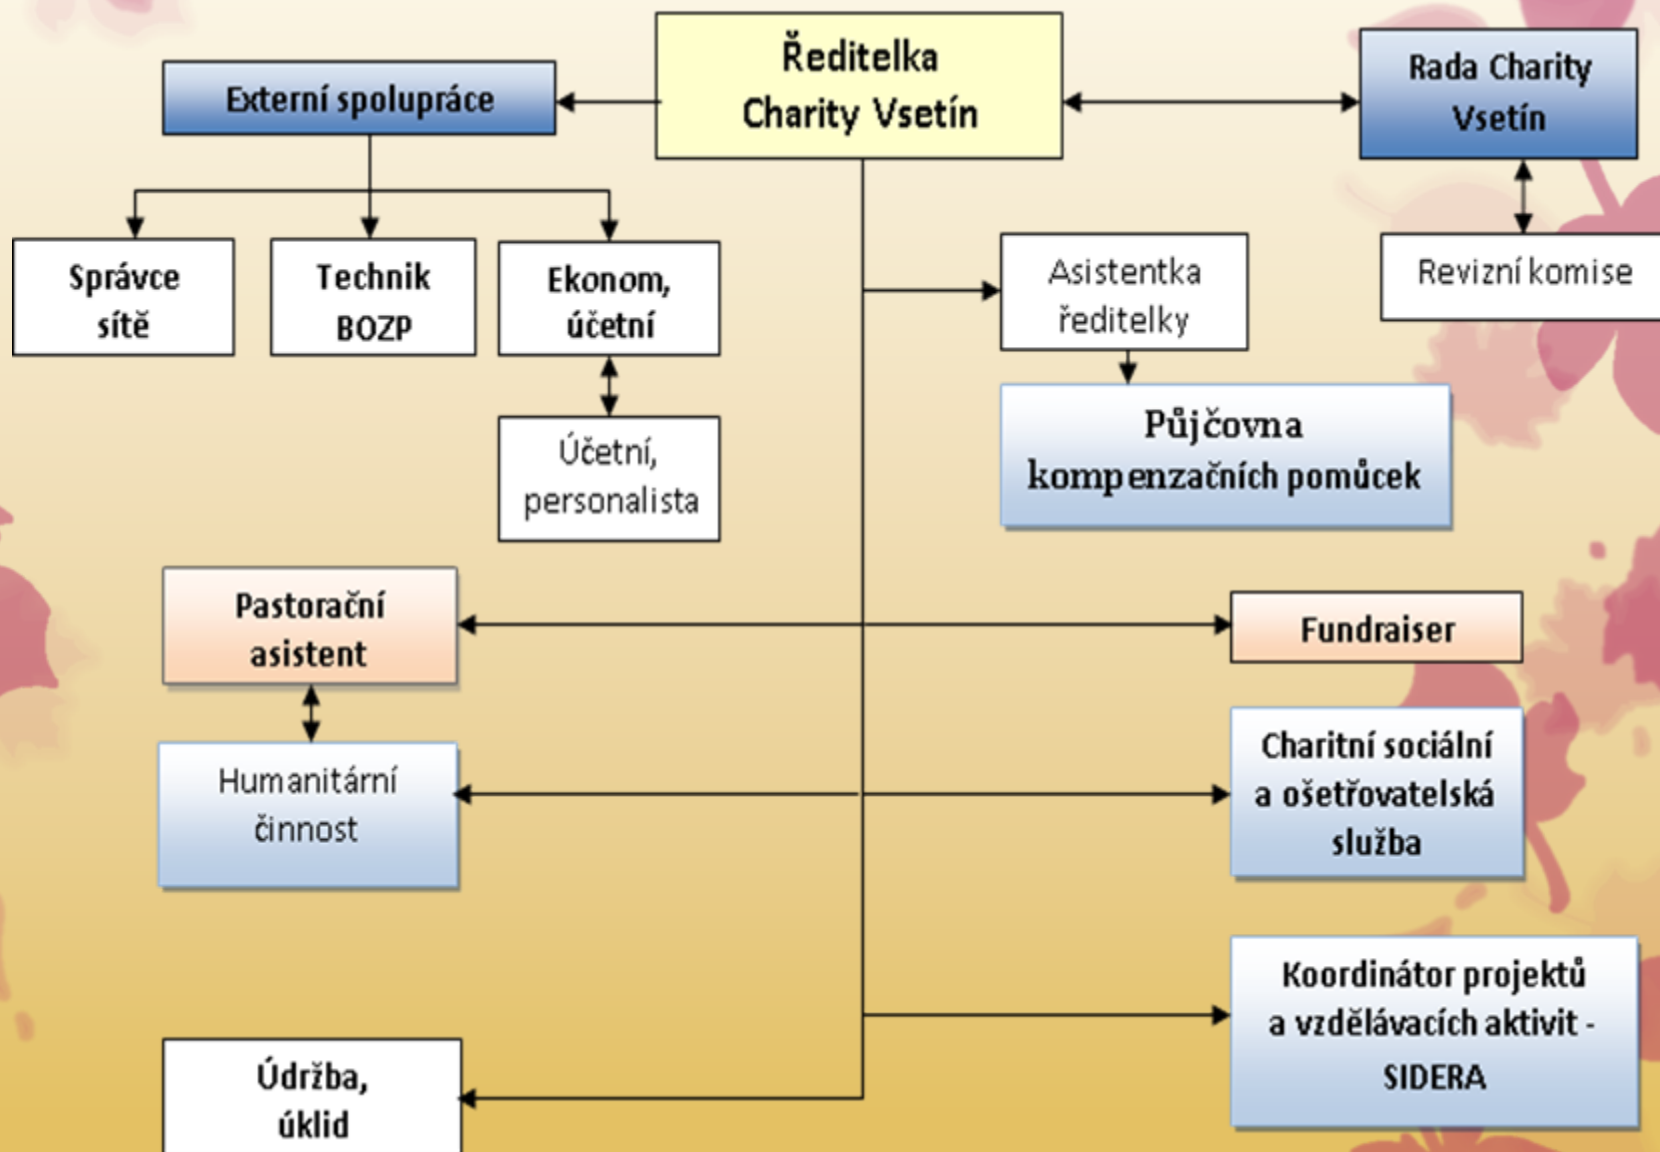 Ředitelka
Charity Vsetín
Externí spolupráce
Rada Charity
Vsetín
Správce
sítě
Technik
BOZP
Ekonom,
účetní
Asistentka
ředitelky
Revizní komise
Účetní,
personalista
Půjčovna
kompenzačních pomůcek
Pastorační
asistent
Fundraiser
Humanitární
činnost
Charitní sociální
a ošetřovatelská
služba
Koordinátor projektů
a vzdělávacích aktivit -
SIDERA
Údržba,
úklid